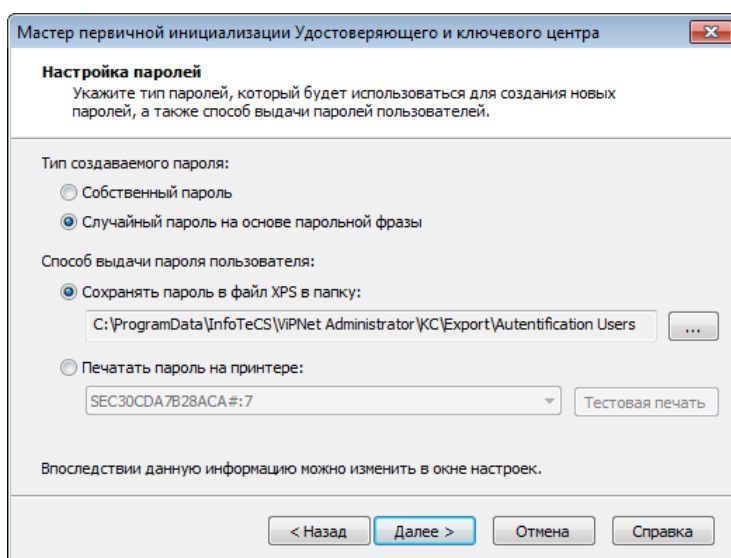 Мастер первичной инициализации Удостоверяющего и ключевого центра
Настройка паролей
Укажите тип паролей, который будет использоваться для создания новых
паролей, а также способ выдачи паролей пользователей.
Тип создаваемого пароля:
Собственный пароль
Случайный пароль на основе парольной фразы
Способ выдачи пароля пользователя:
Сохранять пароль в файл XPS в папку:
C:\ProgramData\InfoTeCS\ViPNet Administrator\KC\Export\Autentification Users
...
Печатать пароль на принтере:
SEC30CDA7B28ACA#:7
Тестовая печать
Впоследствии данную информацию можно изменить в окне настроек.
< Назад
Далее >
Отмена
Справка